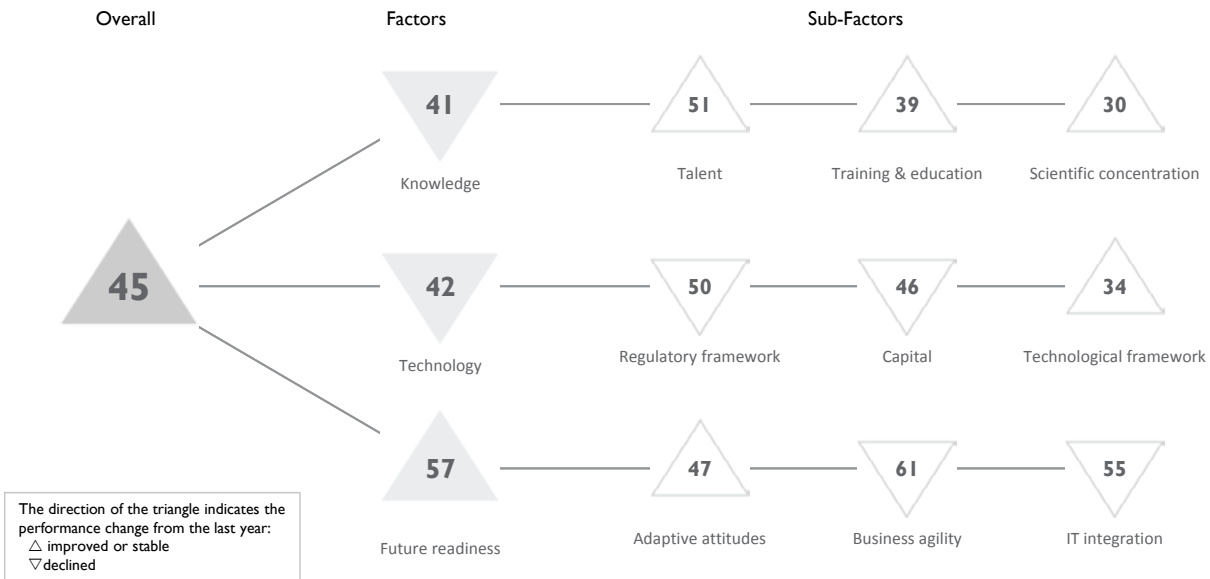 Overall
Factors
Sub-Factors
41
51
39
30
Knowledge
Talent
Training & education
Scientific concentration
45
42
50
46
34
Technology
Regulatory framework
Capital
Technological framework
57
47
61
55
Future readiness
Adaptive attitudes
Business agility
IT integration
The direction of the triangle indicates the
performance change from the last year:
△ improved or stable
▽declined